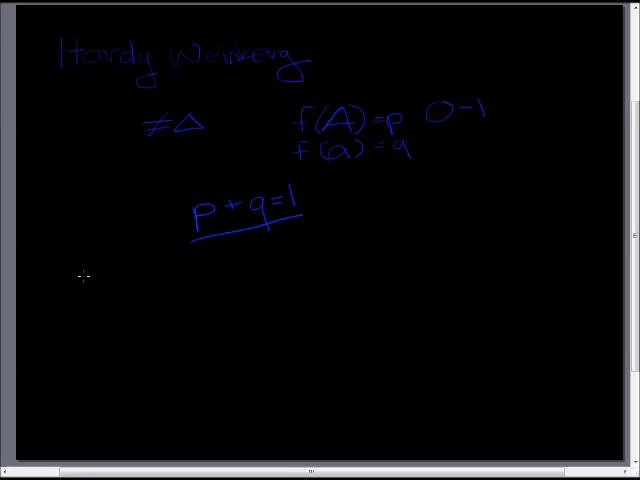 Hardy Weinberg
≠Δ f(A)=p 0-1
f(a)=q
p+q=1